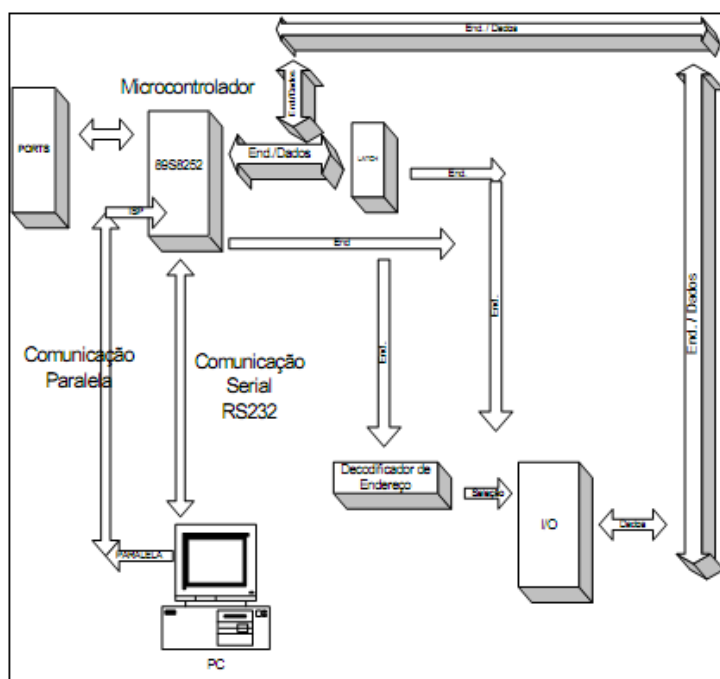 End. / Dados
Microcontrolador
End/Dados
PORTS
89S8252
End./Dados
LATCH
End.
ISP
End
End. / Dados
End.
End.
Comunicação
Paralela
Comunicação
Serial
RS232
Decodificador de
Endereço
Seleção
I/O
Dados
PARALELA
PC